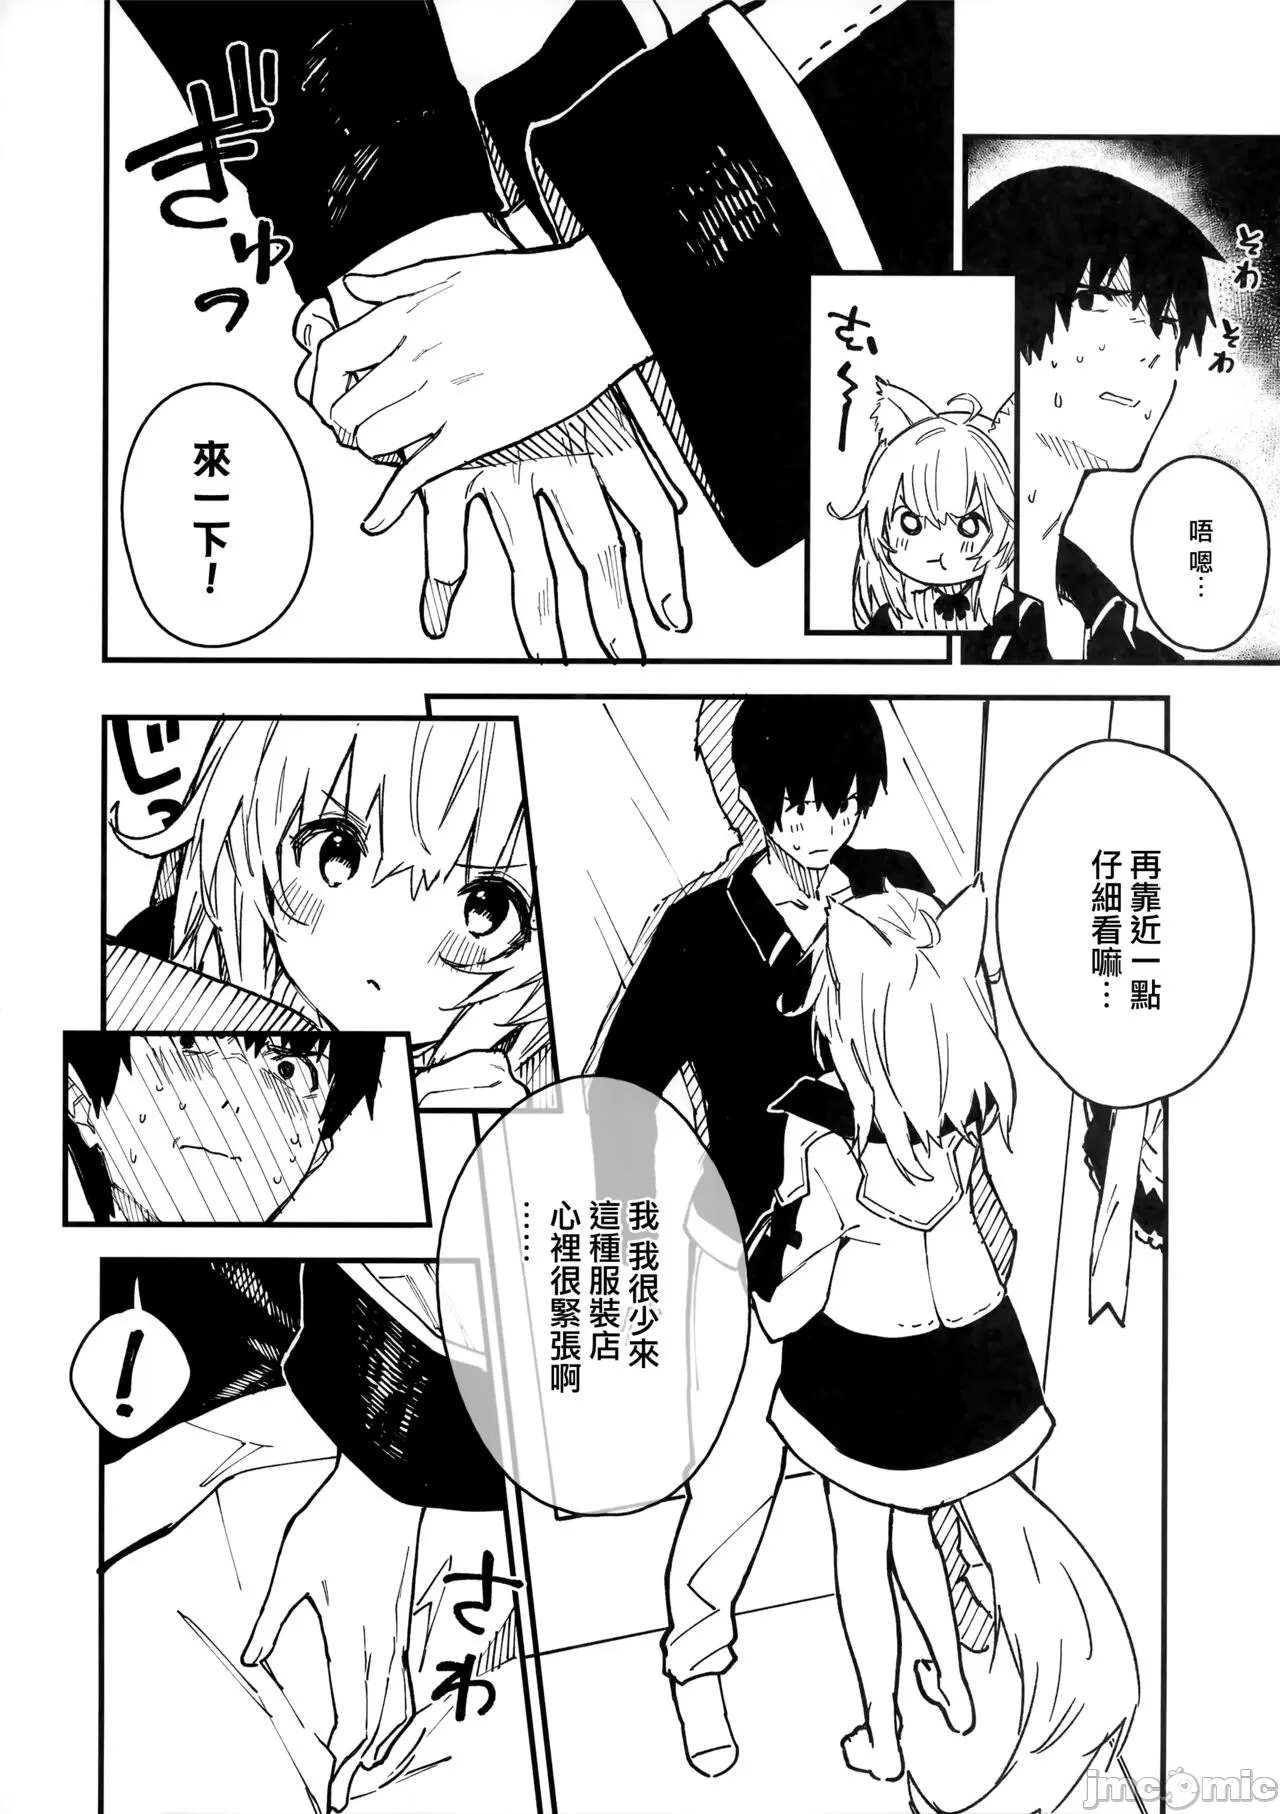 そわ
そわ
唔嗯…
むぃ〜
ぎゅっ
來一下！
再靠近一點
仔細看嘛…
じっ
我 我很少來
這種服裝店
心裡很緊張啊
……
！
さわ
jmcomic